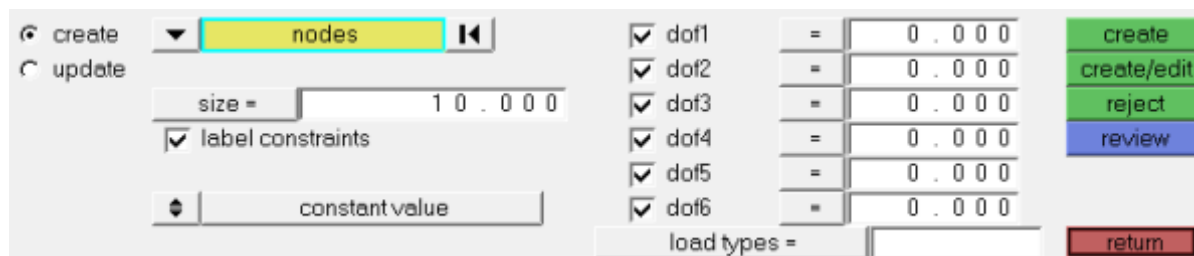 create nodes dof1 = 0.000 create
update dof2 = 0.000 create/edit
size = 10.000 dof3 = 0.000 reject
label constraints dof4 = 0.000 review
dof5 = 0.000
constant value dof6 = 0.000
load types = return